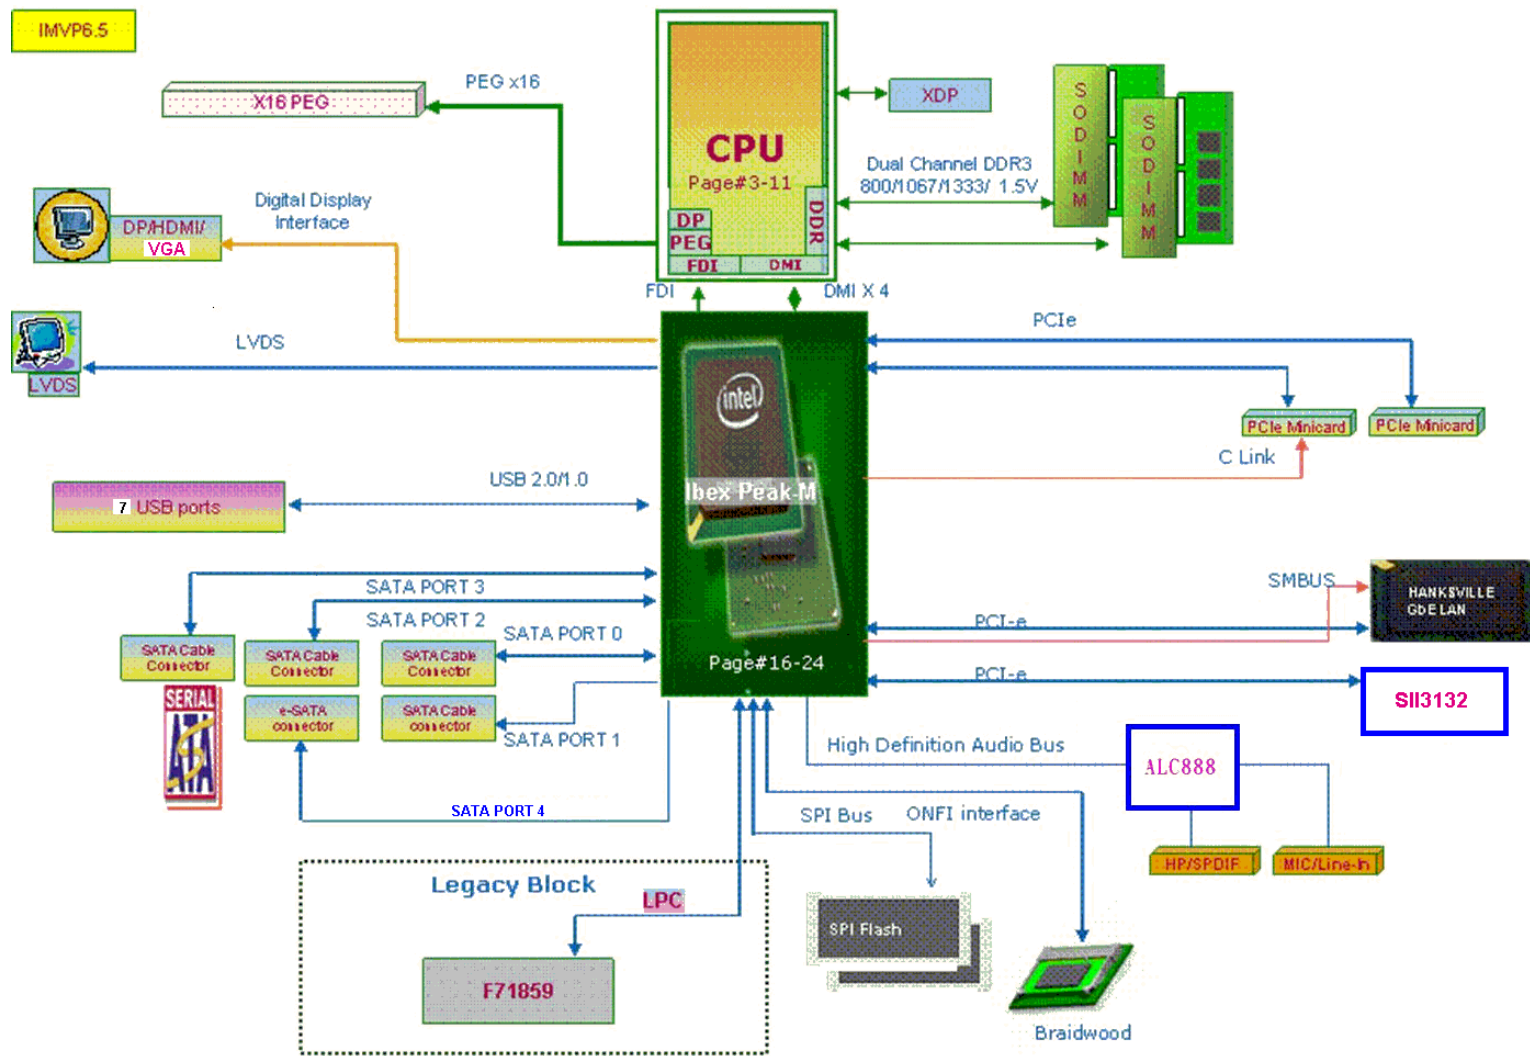 IMVP6.5
X16 PEG
PEG x16
CPU
Page#3-11
DP
PEG
FDI
DMI
DDR
XDP
Dual Channel DDR3
800/1067/1333/ 1.5V
SODIMM
SODIMM
DP/HDMI/
VGA
Digital Display
Interface
FDI
DMI X 4
LVDS
LVDS
PCIe
PCIe Minicard
PCIe Minicard
C Link
intel
Ibex Peak-M
Page#16-24
7 USB ports
USB 2.0/1.0
SATA PORT 3
SATA PORT 2
SATA PORT 0
SATA PORT 1
SATA Cable
Connector
SATA Cable
Connector
SATA Cable
Connector
e-SATA
connector
SATA Cable
connector
SERIAL
ATA
SATA PORT 4
SMBUS
HANKSVILLE
GbE LAN
PCI-e
PCI-e
SII3132
High Definition Audio Bus
ALC888
HP/SPDIF
MIC/Line-In
SPI Bus
ONFI interface
SPI Flash
Braidwood
Legacy Block
LPC
F71859